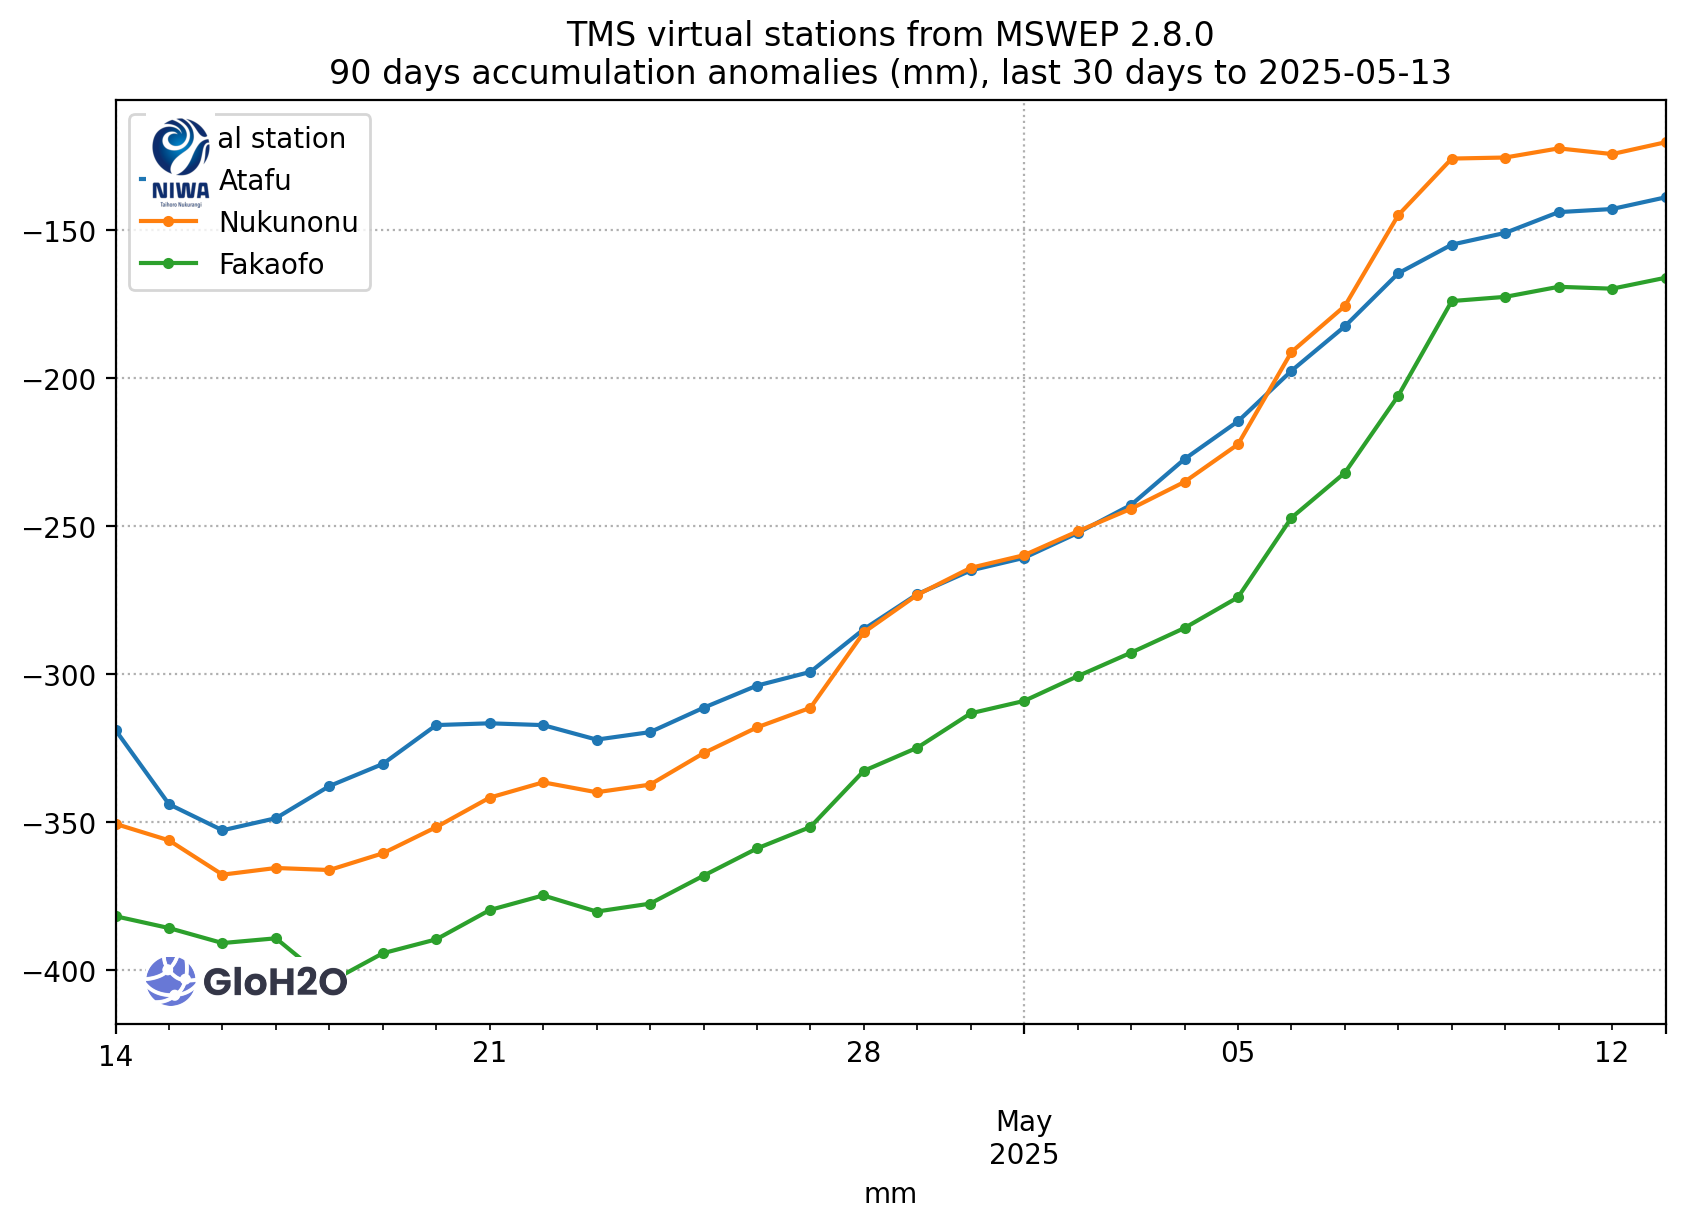 TMS virtual stations from MSWEP 2.8.0
90 days accumulation anomalies (mm), last 30 days to 2025-05-13
al station
Atafu
Nukunonu
Fakaofo
NIWA
Taihoro Nukurangi
−150
−200
−250
−300
−350
−400
GloH2O
14
21
28
05
12
May
2025
mm